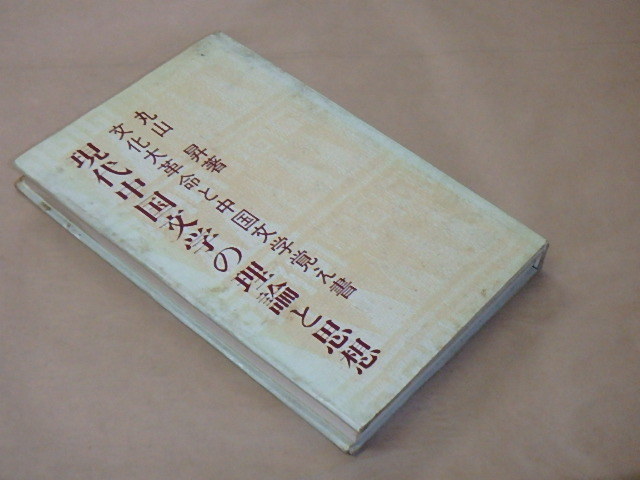 現代中国文学の理論と思想
文化大革命と中国文学覚え書
丸山 昇著